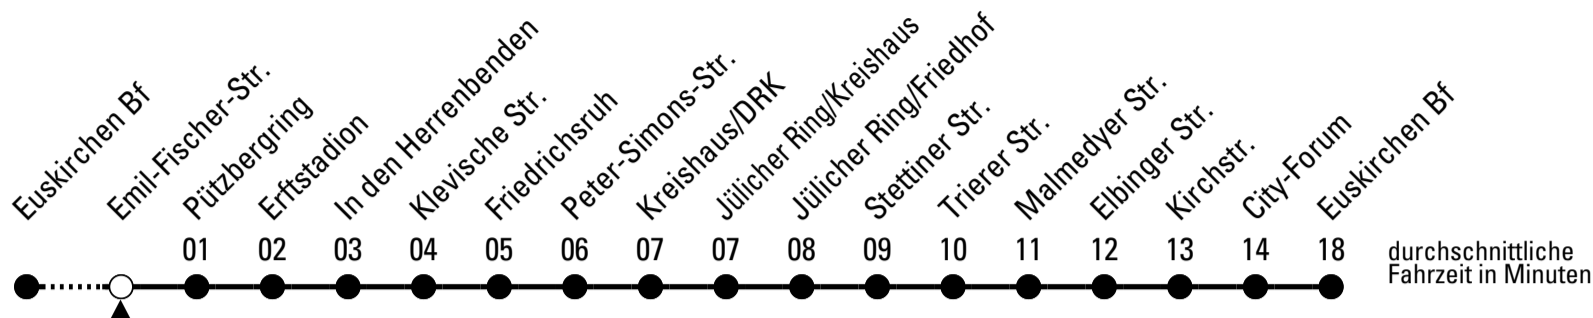 Euskirchen Bf
Emil-Fischer-Str.
Pützbergring
Erftstadion
In den Herrenbenden
Klevische Str.
Friedrichsruh
Peter-Simons-Str.
Kreishaus/DRK
Jülicher Ring/Kreishaus
Jülicher Ring/Friedhof
Stettiner Str.
Trierer Str.
Malmedyer Str.
Elbinger Str.
Kirchstr.
City-Forum
Euskirchen Bf
01 02 03 04 05 06 07 07 08 09 10 11 12 13 14 18
durchschnittliche
Fahrzeit in Minuten